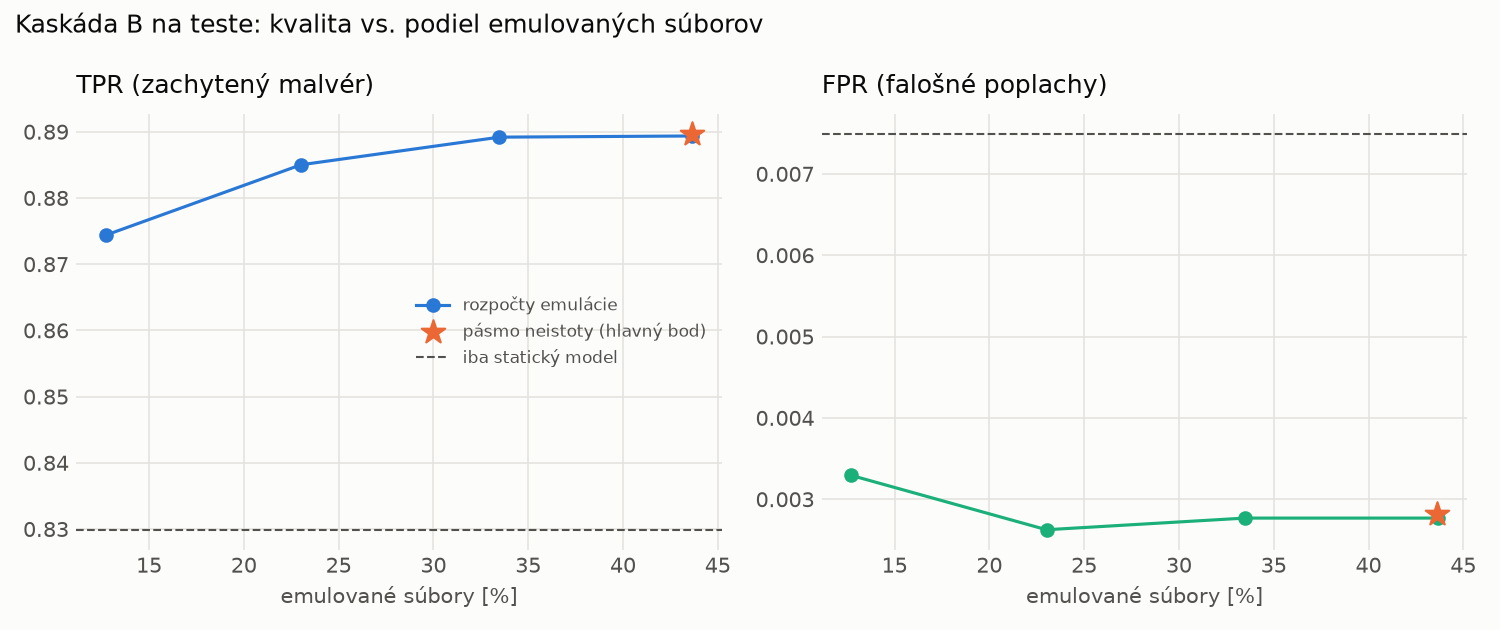 Kaskáda B na teste: kvalita vs. podiel emulovaných súborov
TPR (zachytený malvér)
0.89
0.88
0.87
0.86
0.85
0.84
0.83
rozpočty emulácie
pásmo neistoty (hlavný bod)
iba statický model
15 20 25 30 35 40 45
emulované súbory [%]
FPR (falošné poplachy)
0.007
0.006
0.005
0.004
0.003
15 20 25 30 35 40 45
emulované súbory [%]